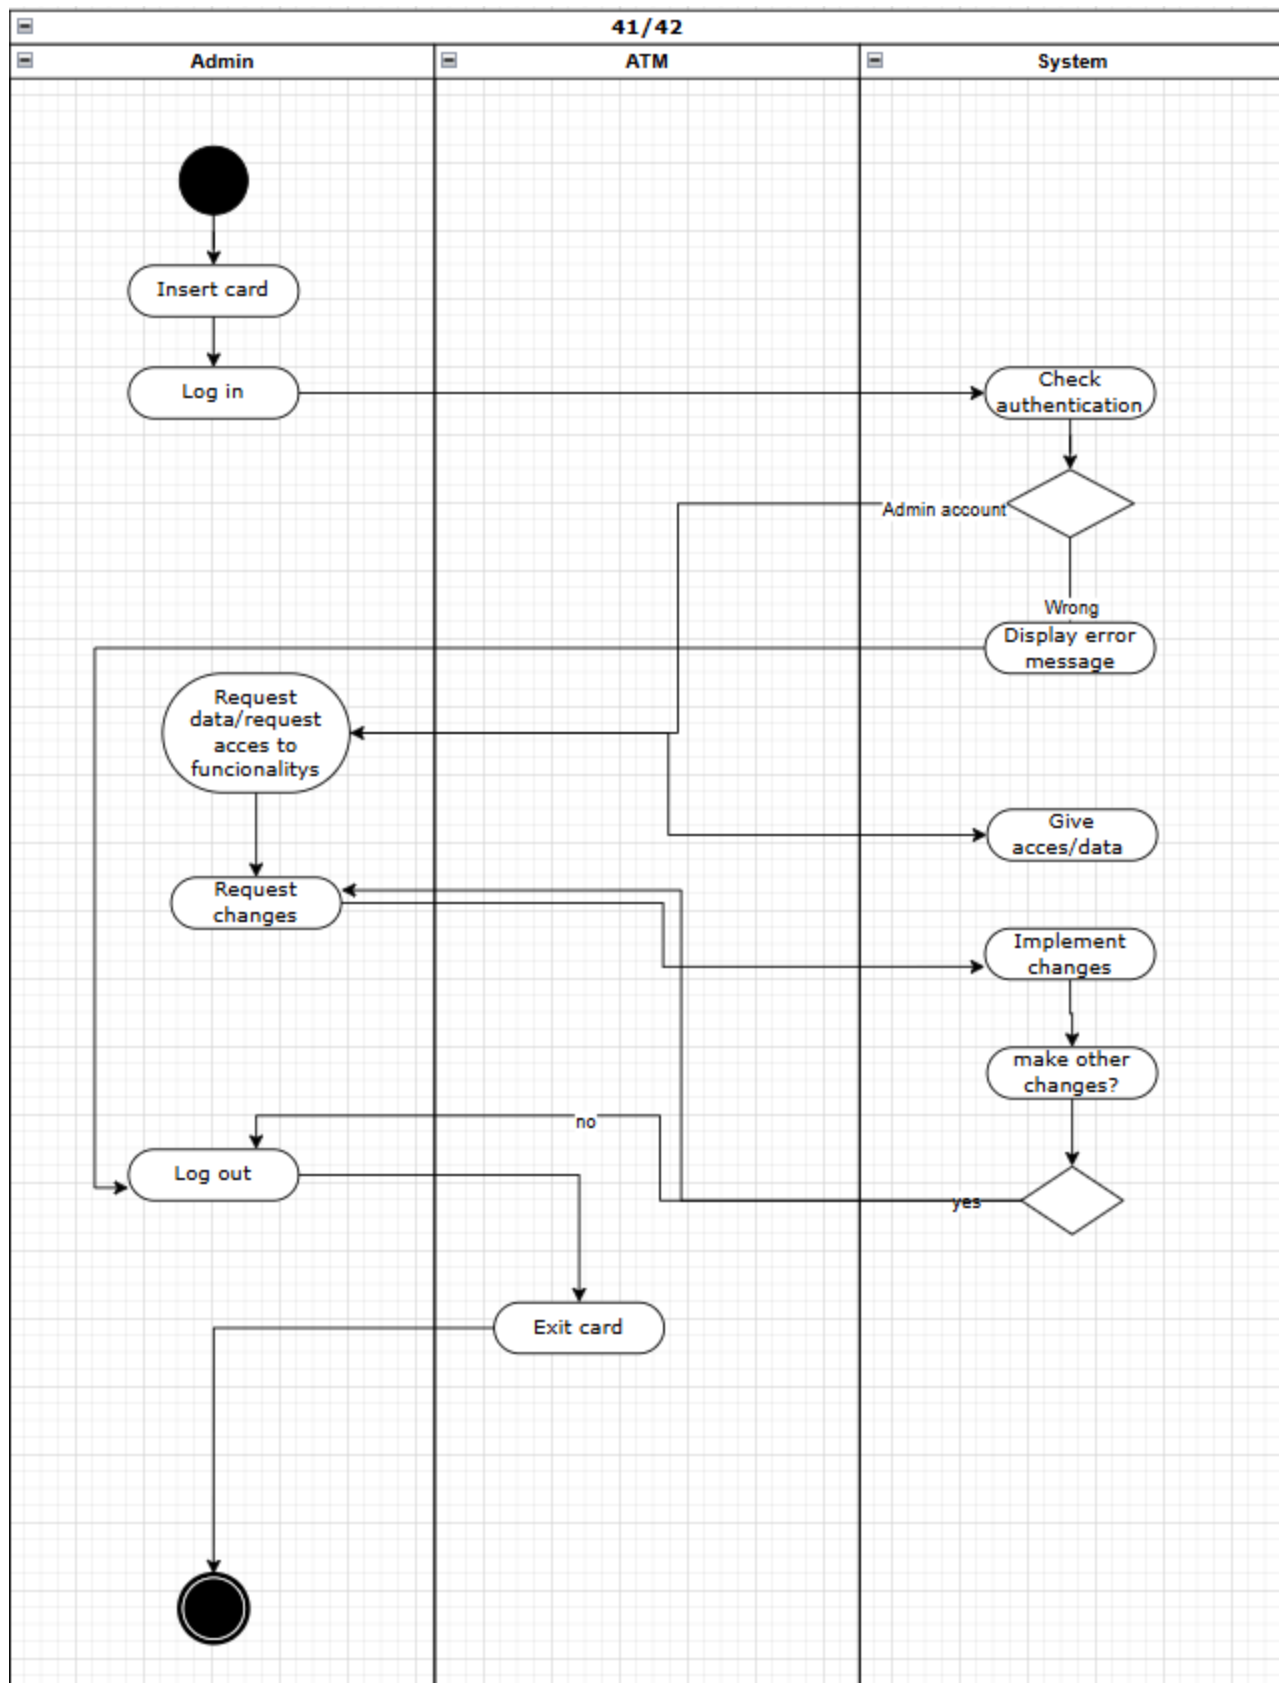 41/42
Admin
ATM
System
Insert card
Log in
Check
authentication
Admin account
Wrong
Display error
message
Request
data/request
acces to
funcionalitys
Give
acces/data
Request
changes
Implement
changes
make other
changes?
no
Log out
yes
Exit card